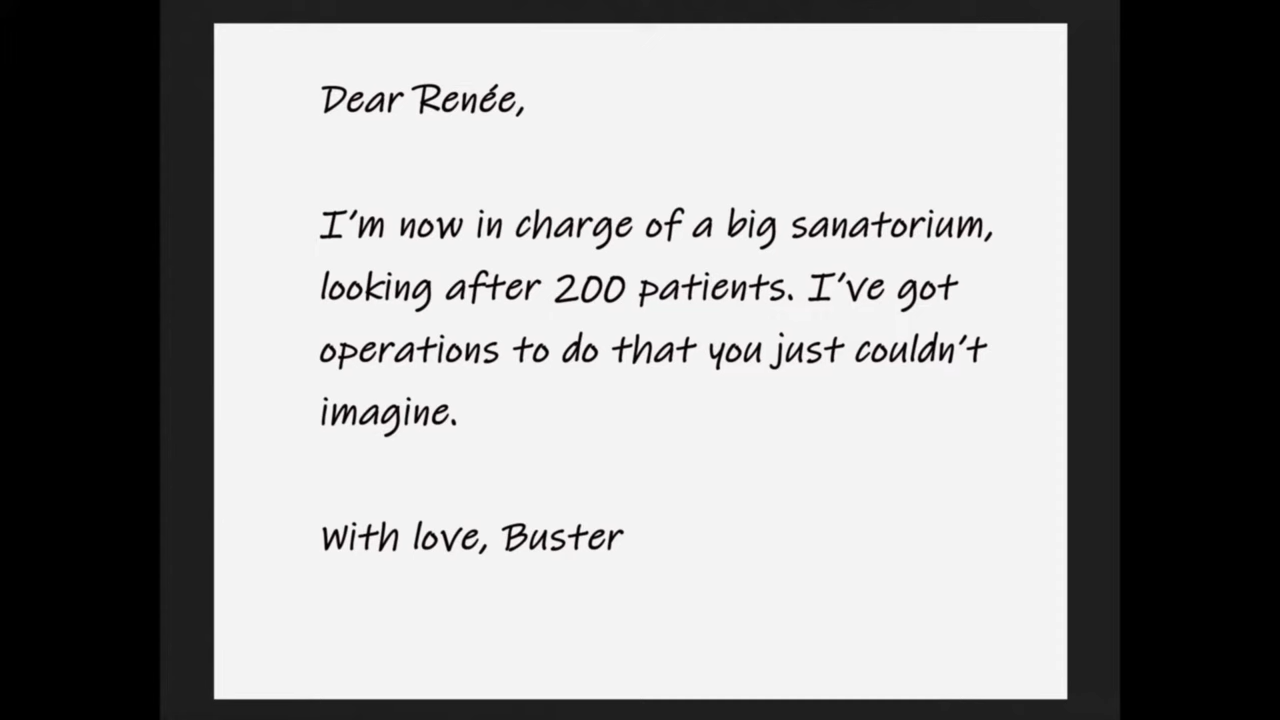 Dear Renée,
I'm now in charge of a big sanatorium,
looking after 200 patients. I've got
operations to do that you just couldn't
imagine.
With love, Buster